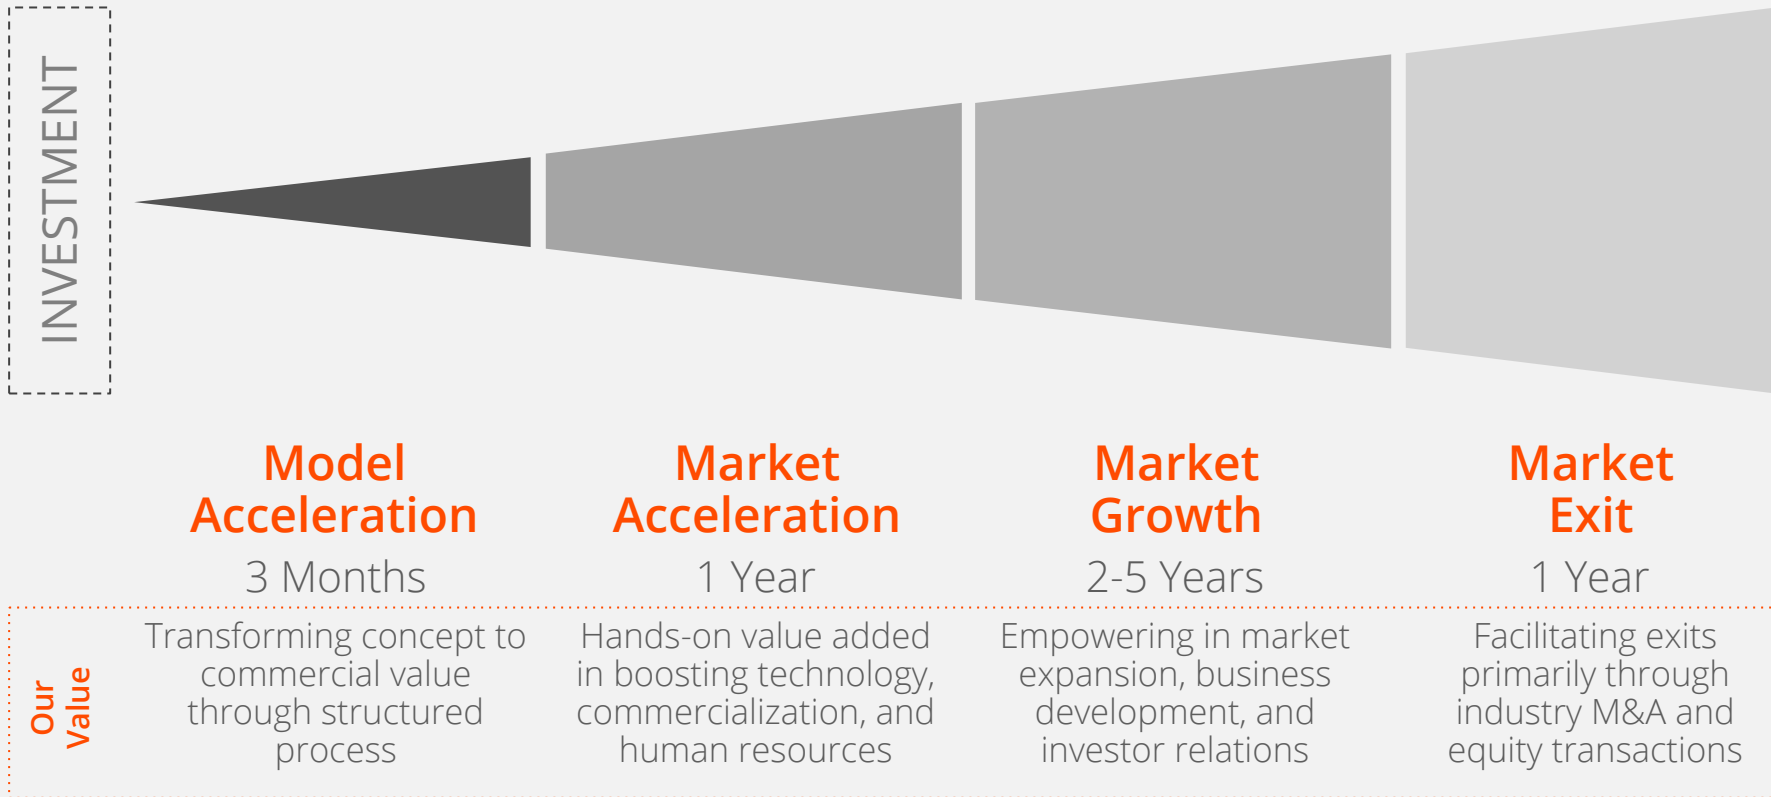 INVESTMENT
Model
Acceleration
3 Months
Market
Acceleration
1 Year
Market
Growth
2-5 Years
Market
Exit
1 Year
Our
Value
Transforming concept to
commercial value
through structured
process
Hands-on value added
in boosting technology,
commercialization, and
human resources
Empowering in market
expansion, business
development, and
investor relations
Facilitating exits
primarily through
industry M&A and
equity transactions